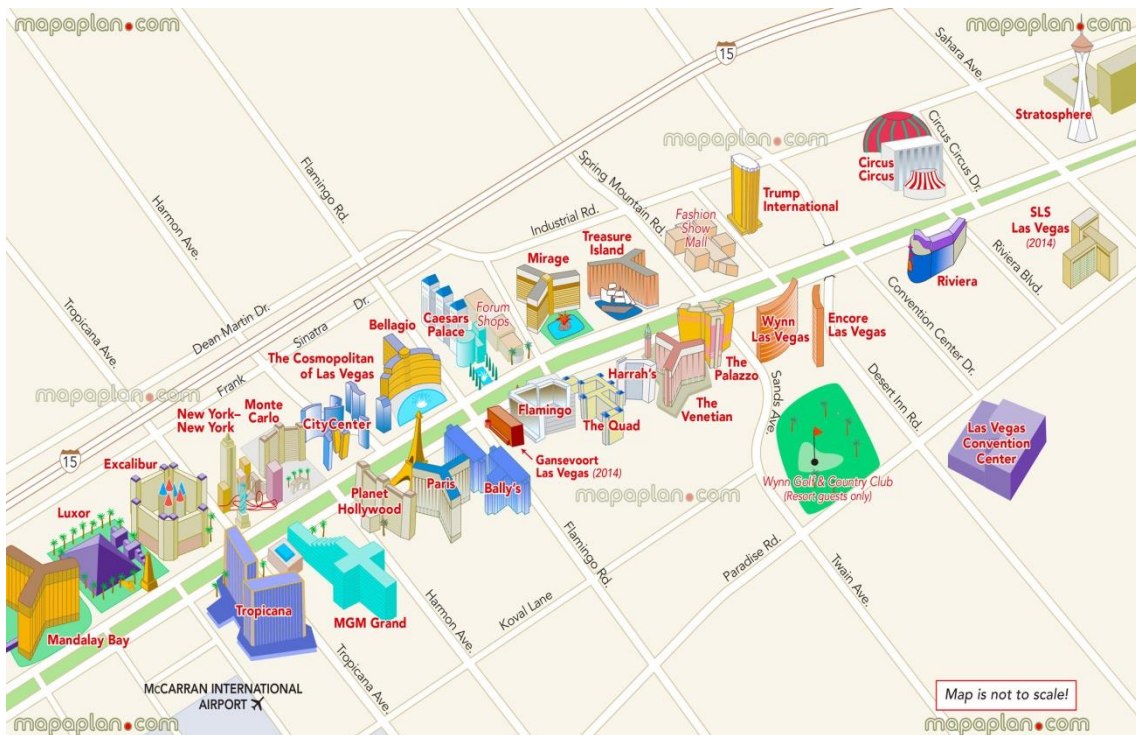 mapaplan.com
mapaplan.com
15
Sahara Ave.
Stratosphere
mapaplan.com
Circus Circus Dr.
Circus
Circus
Flamingo Rd.
Spring Mountain Rd.
Trump
International
Harmon Ave.
Industrial Rd.
Fashion
Show
Mall
SLS
Las Vegas
(2014)
Treasure
Island
Mirage
Riviera
Riviera Blvd.
Tropicana Ave.
Dean Martin Dr.
Frank
Sinatra
Dr.
Bellagio
Caesars
Palace
Forum
Shops
Wynn
Las Vegas
Encore
Las Vegas
Convention Center Dr.
The Cosmopolitan
of Las Vegas
Harrah's
The
Palazzo
The
Venetian
Sands Ave.
Desert Inn Rd.
mapaplan.com
New York–
New York
Monte
Carlo
CityCenter
Flamingo
The Quad
Las Vegas
Convention
Center
15
Excalibur
Gansevoort
Las Vegas (2014)
Paris
Bally's
Planet
Hollywood
Wynn Golf & Country Club
(Resort guests only)
mapaplan.com
Luxor
Flamingo Rd.
Paradise Rd.
Twain Ave.
Tropicana
MGM Grand
Harmon Ave.
Koval Lane
Mandalay Bay
Tropicana Ave.
McCARRAN INTERNATIONAL
AIRPORT
Map is not to scale!
mapaplan.com
mapaplan.com